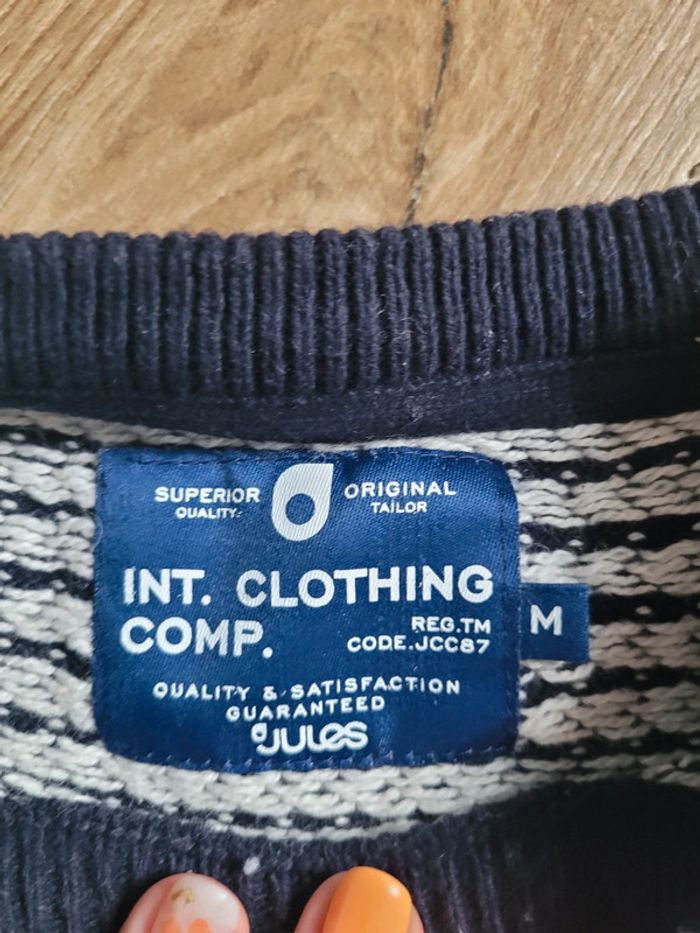 SUPERIOR ORIGINAL
QUALITY. TAILOR
INT. CLOTHING
COMP. REG.TM
CODE.JCC87
M
QUALITY & SATISFACTION
GUARANTEED
JULES